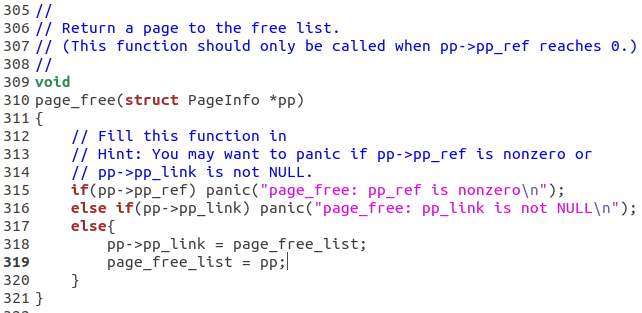 305 //
306 // Return a page to the free list.
307 // (This function should only be called when pp->pp_ref reaches 0.)
308 //
309 void
310 page_free(struct PageInfo *pp)
311 {
312     // Fill this function in
313     // Hint: You may want to panic if pp->pp_ref is nonzero or
314     // pp->pp_link is not NULL.
315     if(pp->pp_ref) panic("page_free: pp_ref is nonzero\n");
316     else if(pp->pp_link) panic("page_free: pp_link is not NULL\n");
317     else{
318         pp->pp_link = page_free_list;
319         page_free_list = pp;
320     }
321 }